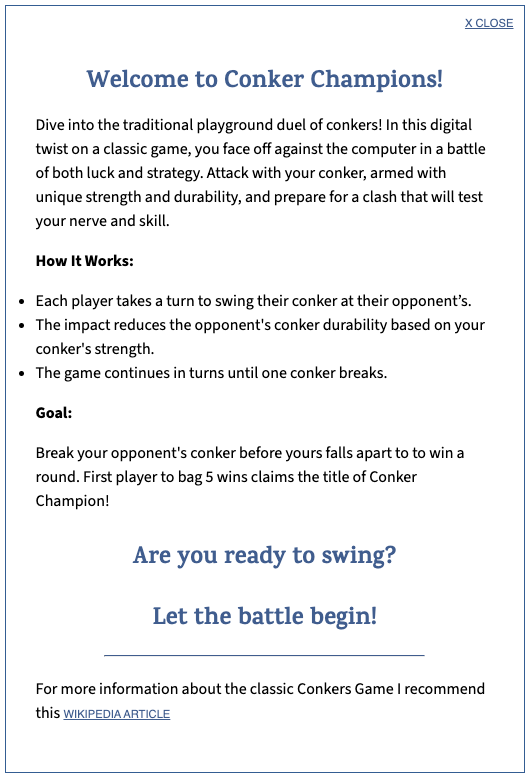 X CLOSE
Welcome to Conker Champions!
Dive into the traditional playground duel of conkers! In this digital
twist on a classic game, you face off against the computer in a battle
of both luck and strategy. Attack with your conker, armed with
unique strength and durability, and prepare for a clash that will test
your nerve and skill.
How It Works:
• Each player takes a turn to swing their conker at their opponent’s.
• The impact reduces the opponent's conker durability based on your
conker's strength.
• The game continues in turns until one conker breaks.
Goal:
Break your opponent's conker before yours falls apart to to win a
round. First player to bag 5 wins claims the title of Conker
Champion!
Are you ready to swing?
Let the battle begin!
For more information about the classic Conkers Game I recommend
this WIKIPEDIA ARTICLE